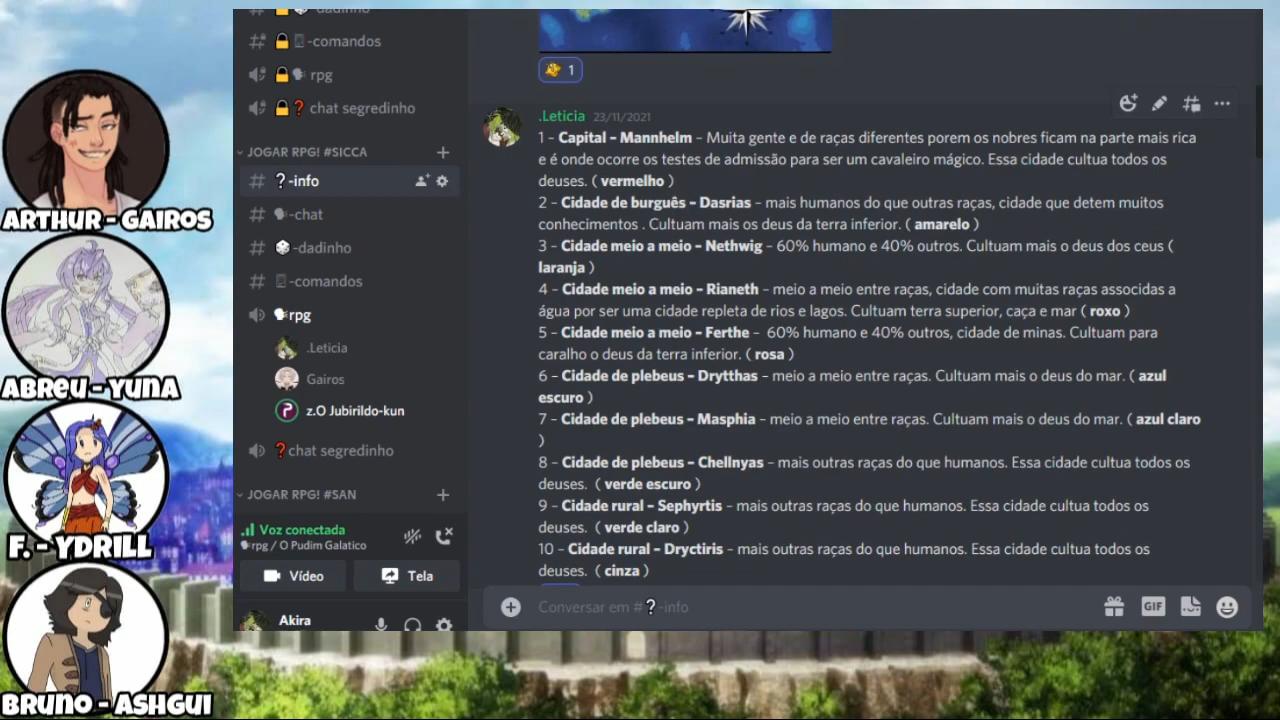 -dadinho
-comandos
rpg
chat segredinho
JOGAR RPG! #SICCA
-info
-chat
-dadinho
-comandos
rpg
.Leticia
Gairos
z.O Jubirildo-kun
chat segredinho
JOGAR RPG! #SAN
Voz conectada
rpg / O Pudim Galatico
Vídeo
Tela
Akira
1
.Leticia 23/11/2021
1 - Capital - Mannhelm - Muita gente e de raças diferentes porem os nobres ficam na parte mais rica
e é onde ocorre os testes de admissão para ser um cavaleiro mágico. Essa cidade cultua todos os
deuses. ( vermelho )
2 - Cidade de burguês - Dasrias - mais humanos do que outras raças, cidade que detem muitos
conhecimentos . Cultuam mais os deus da terra inferior. ( amarelo )
3 - Cidade meio a meio - Nethwig - 60% humano e 40% outros. Cultuam mais o deus dos ceus (
laranja )
4 - Cidade meio a meio - Rianeth - meio a meio entre raças, cidade com muitas raças associadas a
água por ser uma cidade repleta de rios e lagos. Cultuam terra superior, caça e mar ( roxo )
5 - Cidade meio a meio - Ferthe - 60% humano e 40% outros, cidade de minas. Cultuam para
caralho o deus da terra inferior. ( rosa )
6 - Cidade de plebeus - Drytthas - meio a meio entre raças. Cultuam mais o deus do mar. ( azul
escuro )
7 - Cidade de plebeus - Masphia - meio a meio entre raças. Cultuam mais o deus do mar. ( azul claro
)
8 - Cidade de plebeus - Chellnyas - mais outras raças do que humanos. Essa cidade cultua todos os
deuses. ( verde escuro )
9 - Cidade rural - Sephyrtis - mais outras raças do que humanos. Essa cidade cultua todos os
deuses. ( verde claro )
10 - Cidade rural - Dryctiris - mais outras raças do que humanos. Essa cidade cultua todos os
deuses. ( cinza )
Conversar em #❓-info
GIF
ARTHUR - GAIROS
ABREU - YUNA
F. - YDRILL
BRUNO - ASHGUI